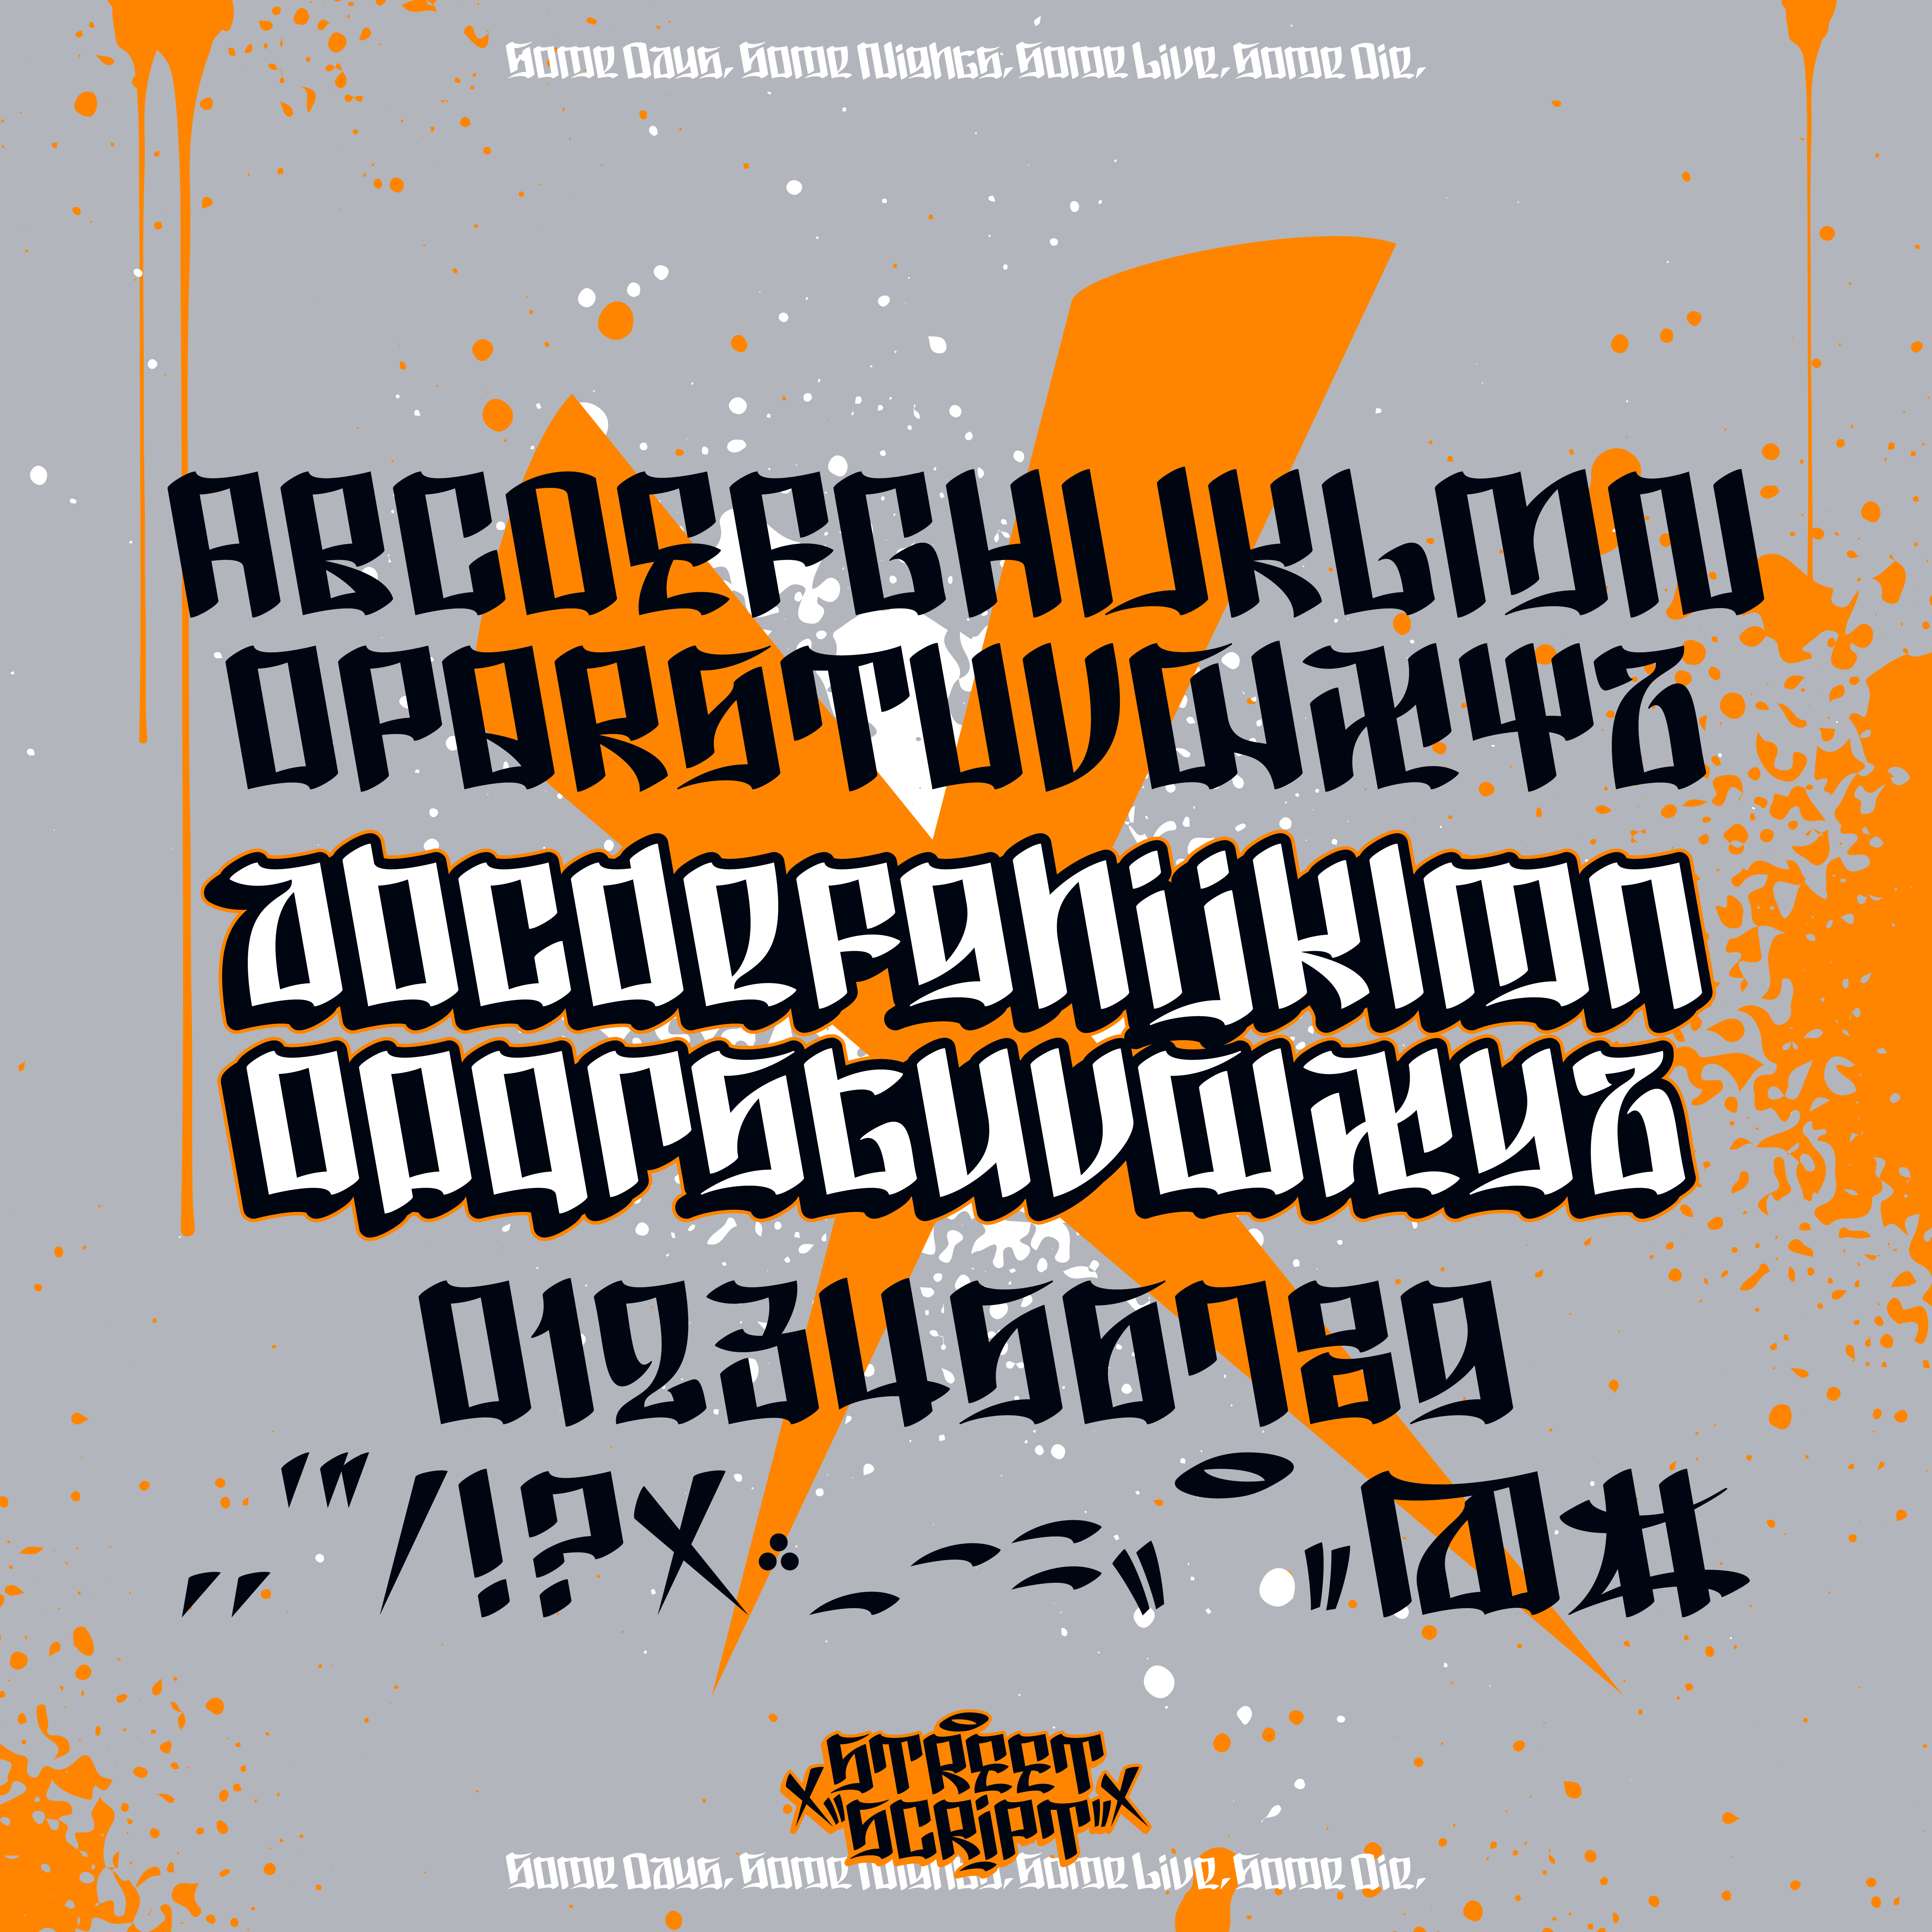 Some Days, Some Nights, Some Live, Some Die,
ABCDEFGHIJKLMN
OPQRSTUVWXYZ
abcdefghijklmn
opqrstuvwxyz
0123456789
STREET
SCRIPT
Some Days, Some Nights, Some Live, Some Die,